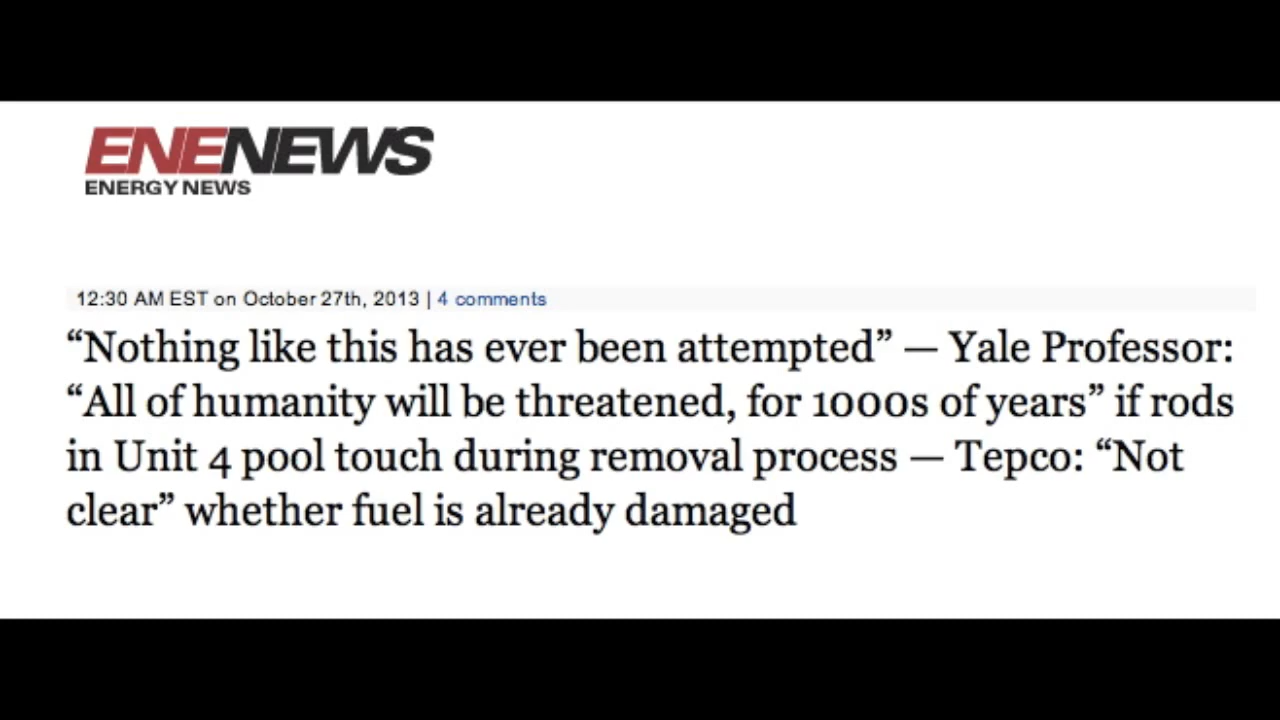 ENENEWS
ENERGY NEWS
12:30 AM EST on October 27th, 2013 | 4 comments
“Nothing like this has ever been attempted” — Yale Professor:
“All of humanity will be threatened, for 1000s of years” if rods
in Unit 4 pool touch during removal process — Tepco: “Not
clear” whether fuel is already damaged